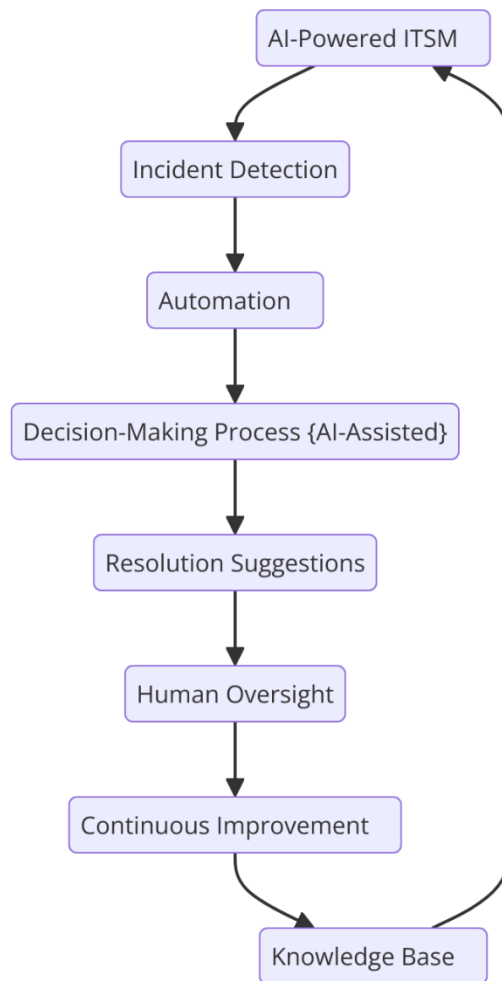 AI-Powered ITSM
Incident Detection
Automation
Decision-Making Process {AI-Assisted}
Resolution Suggestions
Human Oversight
Continuous Improvement
Knowledge Base